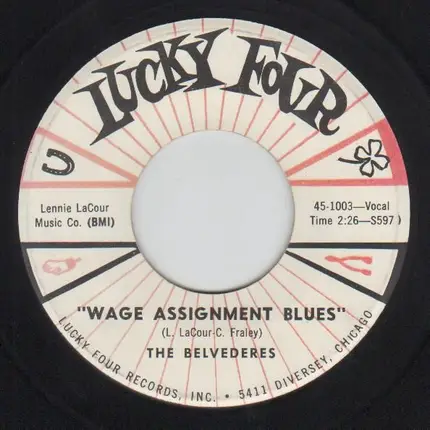 LUCKY FOUR
Lennie LaCour
Music Co. (BMI)
45-1003—Vocal
Time 2:26—S597)
"WAGE ASSIGNMENT BLUES"
(L. LaCour-C. Fraley)
THE BELVEDERES
LUCKY FOUR RECORDS, INC. • 5411 DIVERSEY, CHICAGO